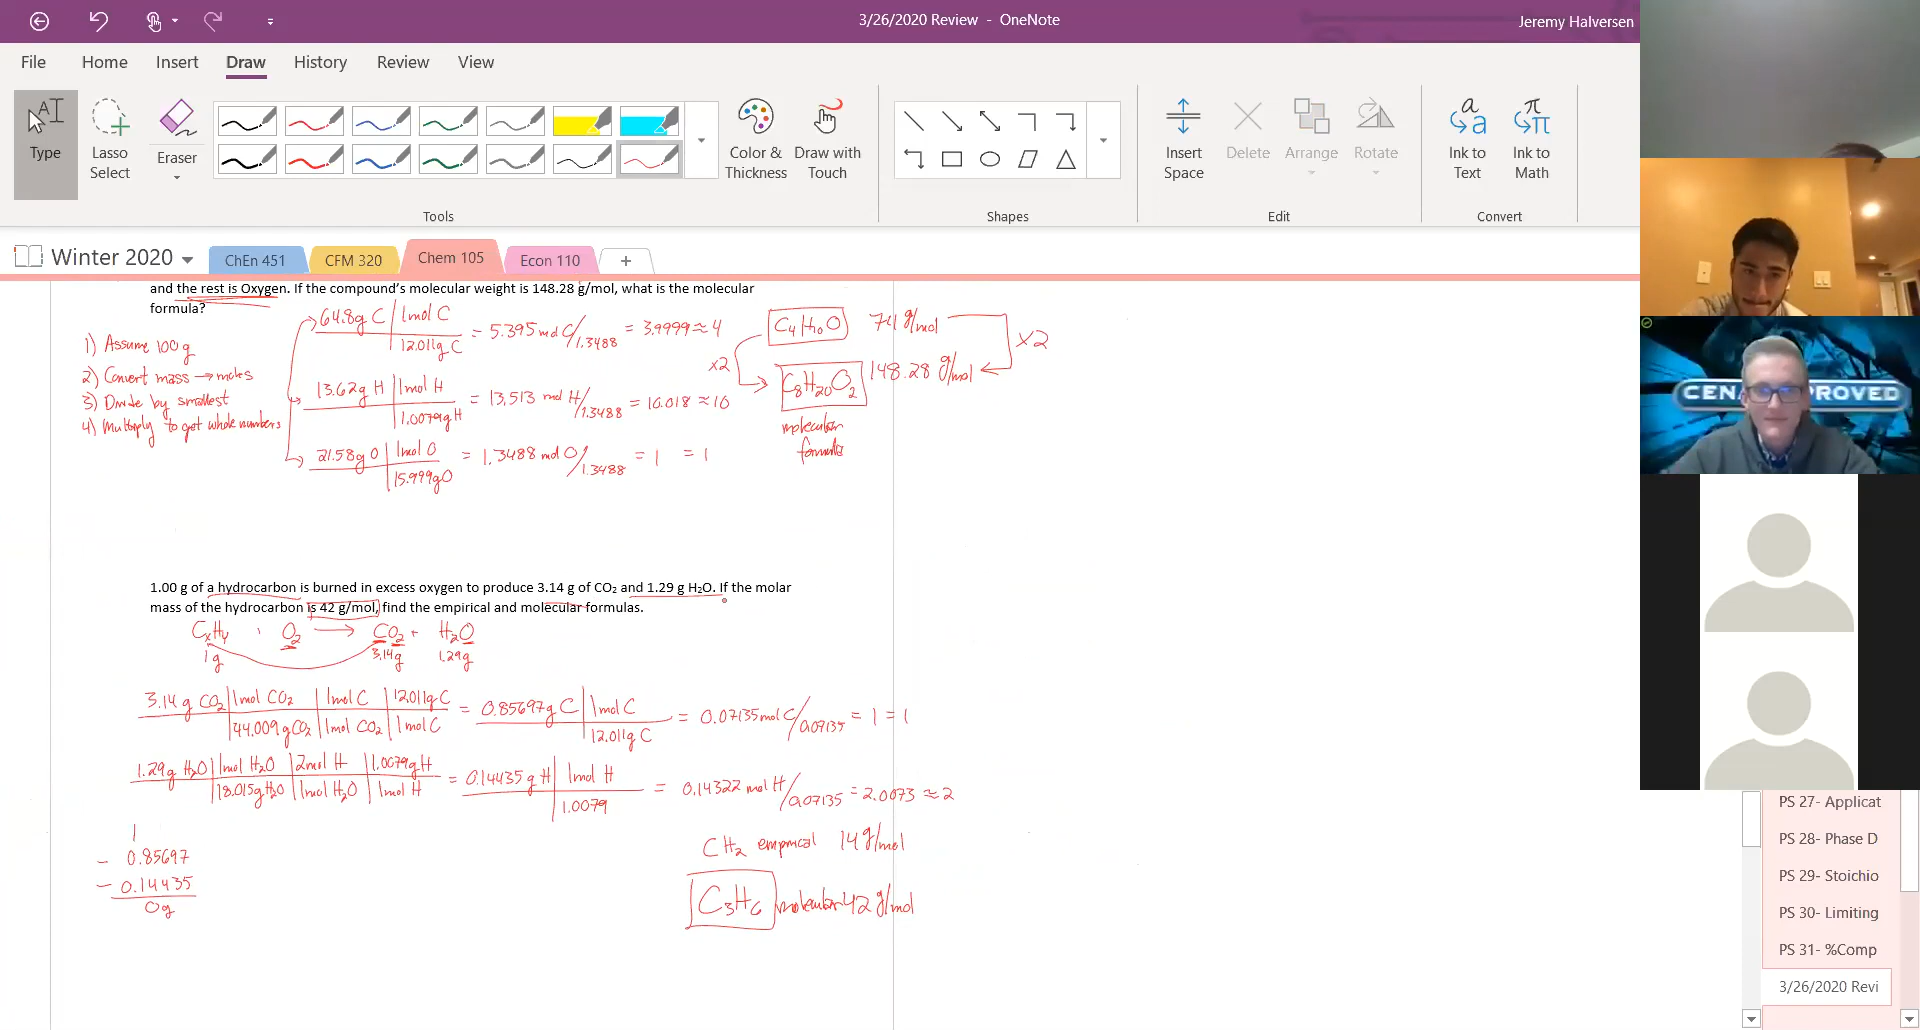 3/26/2020 Review - OneNote
Jeremy Halversen
File Home Insert Draw History Review View
Type
Lasso Select
Eraser
Color & Thickness
Draw with Touch
Insert Space
Delete
Arrange
Rotate
Ink to Text
Ink to Math
Tools
Shapes
Edit
Convert
Winter 2020
ChEn 451
CFM 320
Chem 105
Econ 110
+
and the rest is Oxygen. If the compound's molecular weight is 148.28 g/mol, what is the molecular
formula?
1) Assume 100g
2) Convert mass → moles
3) Divide by smallest
4) Multiply to get whole numbers
64.8g C | 1mol C
12.011g C
= 5.395 mol C/1.3488 = 3.9999 ≈ 4
13.62g H | 1mol H
1.0079g H
= 13.513 mol H/1.3488 = 10.018 ≈ 10
21.58g O | 1mol O
15.999g O
= 1.3488 mol O/1.3488 = 1 = 1
C4H10O 74 g/mol
x2
x2
C8H20O2 148.28 g/mol
molecular
formula
CENA APPROVED
1.00 g of a hydrocarbon is burned in excess oxygen to produce 3.14 g of CO2 and 1.29 g H2O. If the molar
mass of the hydrocarbon is 42 g/mol, find the empirical and molecular formulas.
CxHy + O2 → CO2 + H2O
1g 3.14g 1.29g
3.14g CO2 | 1mol CO2 | 1mol C | 12.011g C
44.009g CO2 | 1mol CO2 | 1mol C
= 0.85697g C | 1mol C
12.011g C
= 0.07135 mol C/0.07135 = 1 = 1
1.29g H2O | 1mol H2O | 2mol H | 1.0079g H
18.015g H2O | 1mol H2O | 1mol H
= 0.14435g H | 1mol H
1.0079
= 0.14322 mol H/0.07135 = 2.0073 ≈ 2
1
- 0.85697
- 0.14435
0g
CH2 empirical 14 g/mol
C3H6 molecular 42 g/mol
PS 27- Applicat
PS 28- Phase D
PS 29- Stoichio
PS 30- Limiting
PS 31- %Comp
3/26/2020 Revi